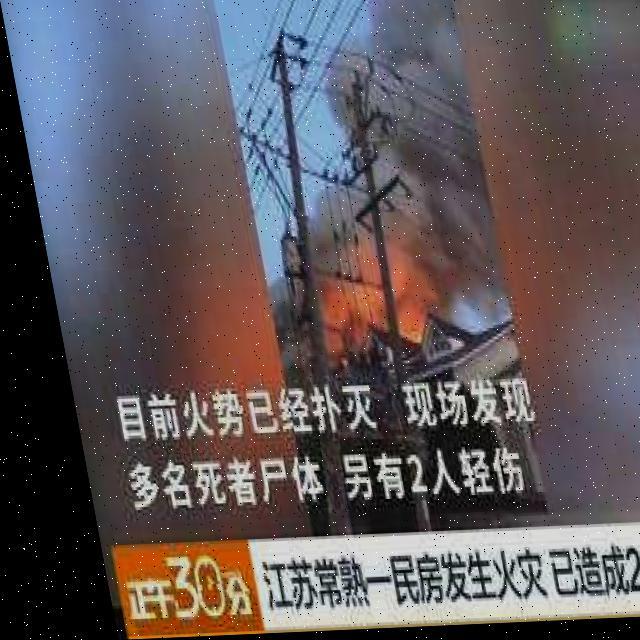 目前火势已经扑灭 现场发现
多名死者尸体 另有2人轻伤
正午30分 江苏常熟一民房发生火灾 已造成2